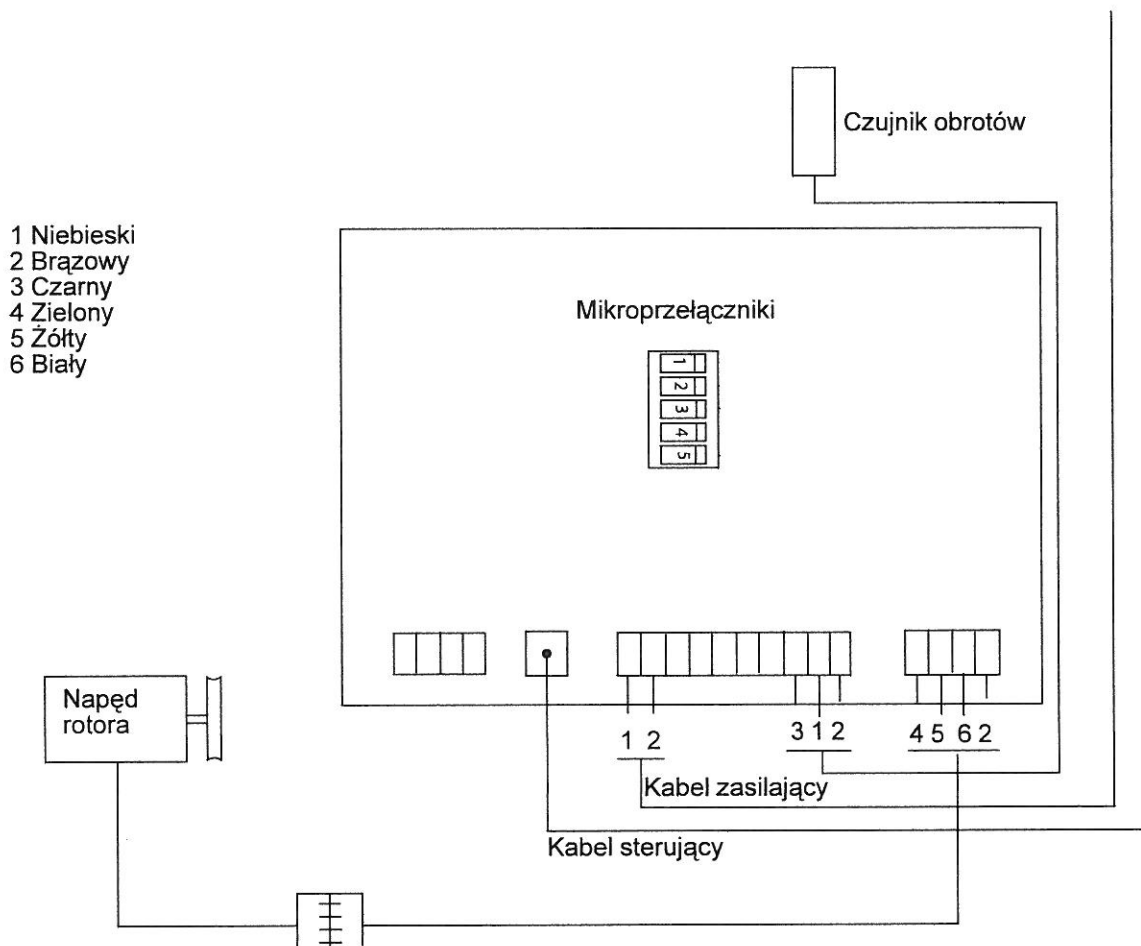 Czujnik obrotów
1 Niebieski
2 Brązowy
3 Czarny
4 Zielony
5 Żółty
6 Biały
Mikroprzełączniki
1
2
3
4
5
Napęd
rotora
1 2
3 1 2
4 5 6 2
Kabel zasilający
Kabel sterujący